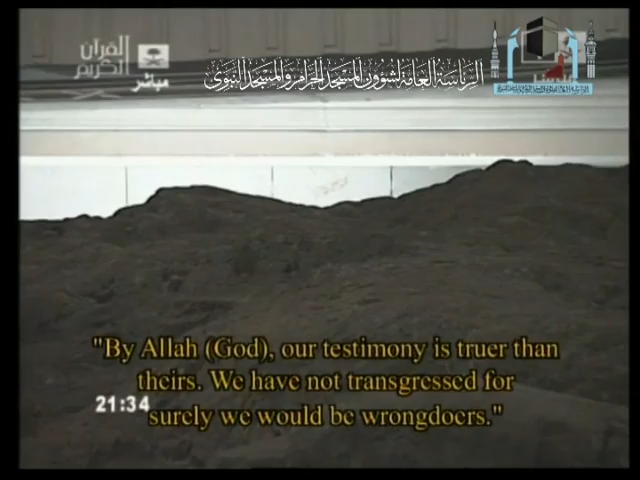 القرآن
الكريم
مباشر
الرئاسة العامة لشؤون المسجد الحرام والمسجد النبوي
"By Allah (God), our testimony is truer than
theirs. We have not transgressed for
21:34
surely we would be wrongdoers."